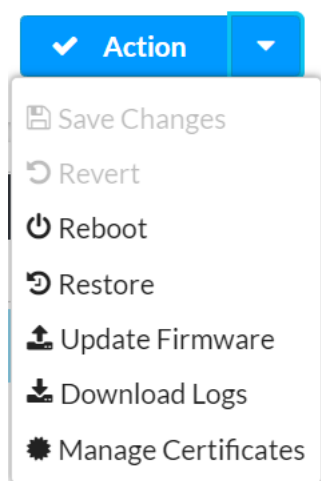 Action
Save Changes
Revert
Reboot
Restore
Update Firmware
Download Logs
Manage Certificates